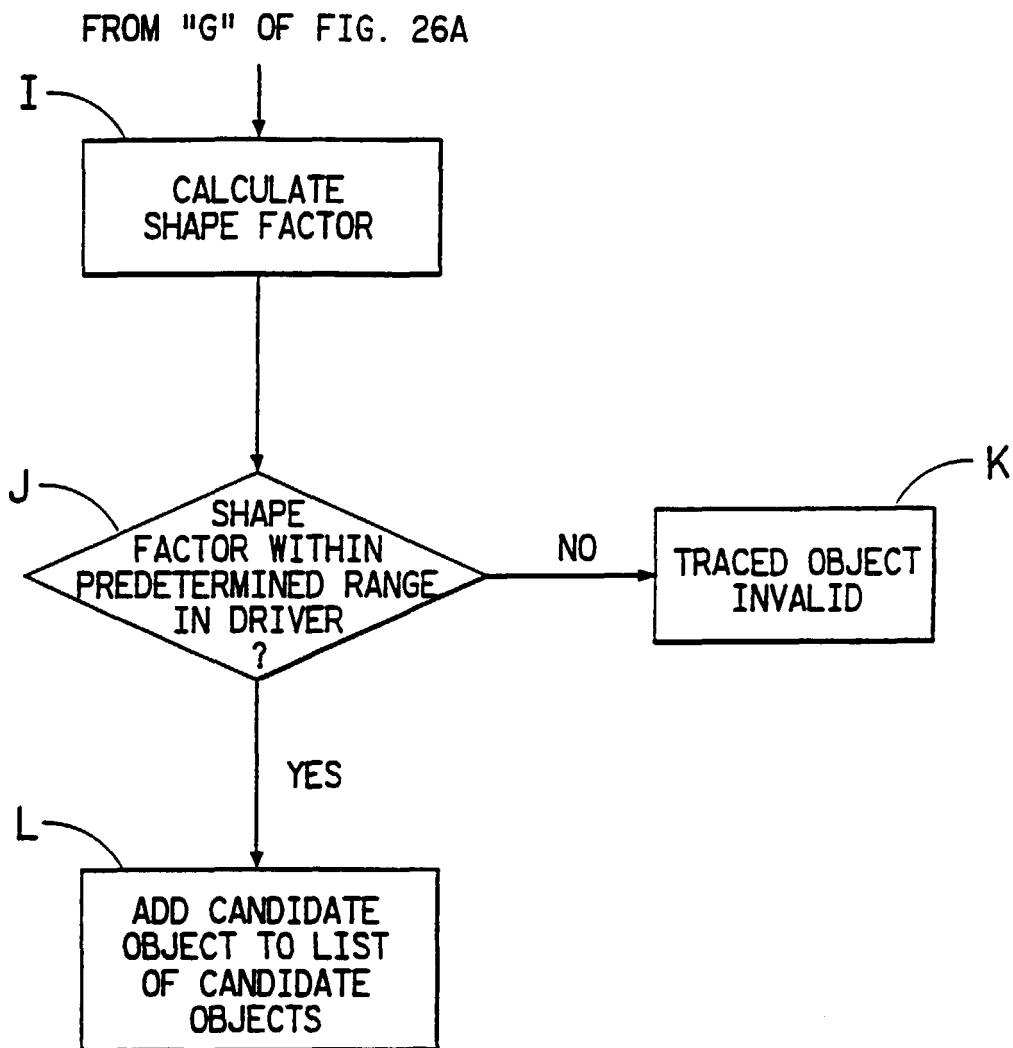 FROM "G" OF FIG. 26A
I
CALCULATE
SHAPE FACTOR
J
SHAPE
FACTOR WITHIN
PREDETERMINED RANGE
IN DRIVER
?
NO
K
TRACED OBJECT
INVALID
YES
L
ADD CANDIDATE
OBJECT TO LIST
OF CANDIDATE
OBJECTS